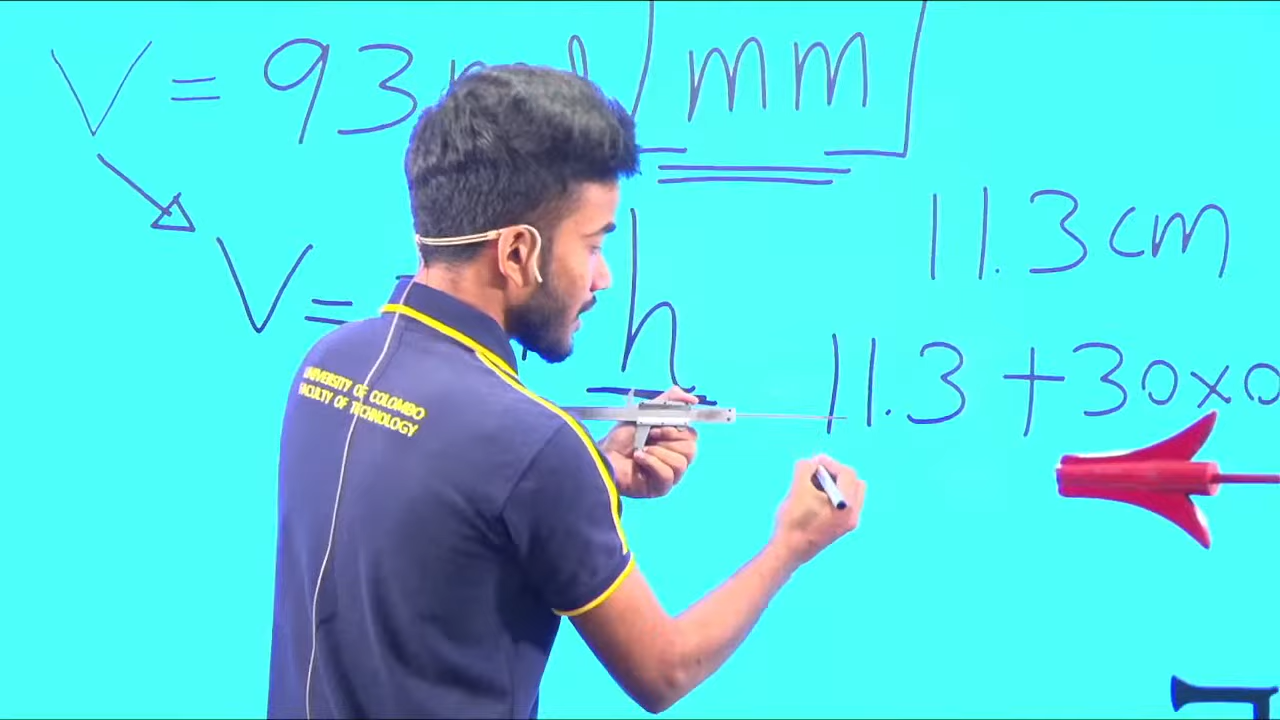 V = 93 mm
11.3 cm
V = h
11.3 + 30 x 0
UNIVERSITY OF COLOMBO
FACULTY OF TECHNOLOGY